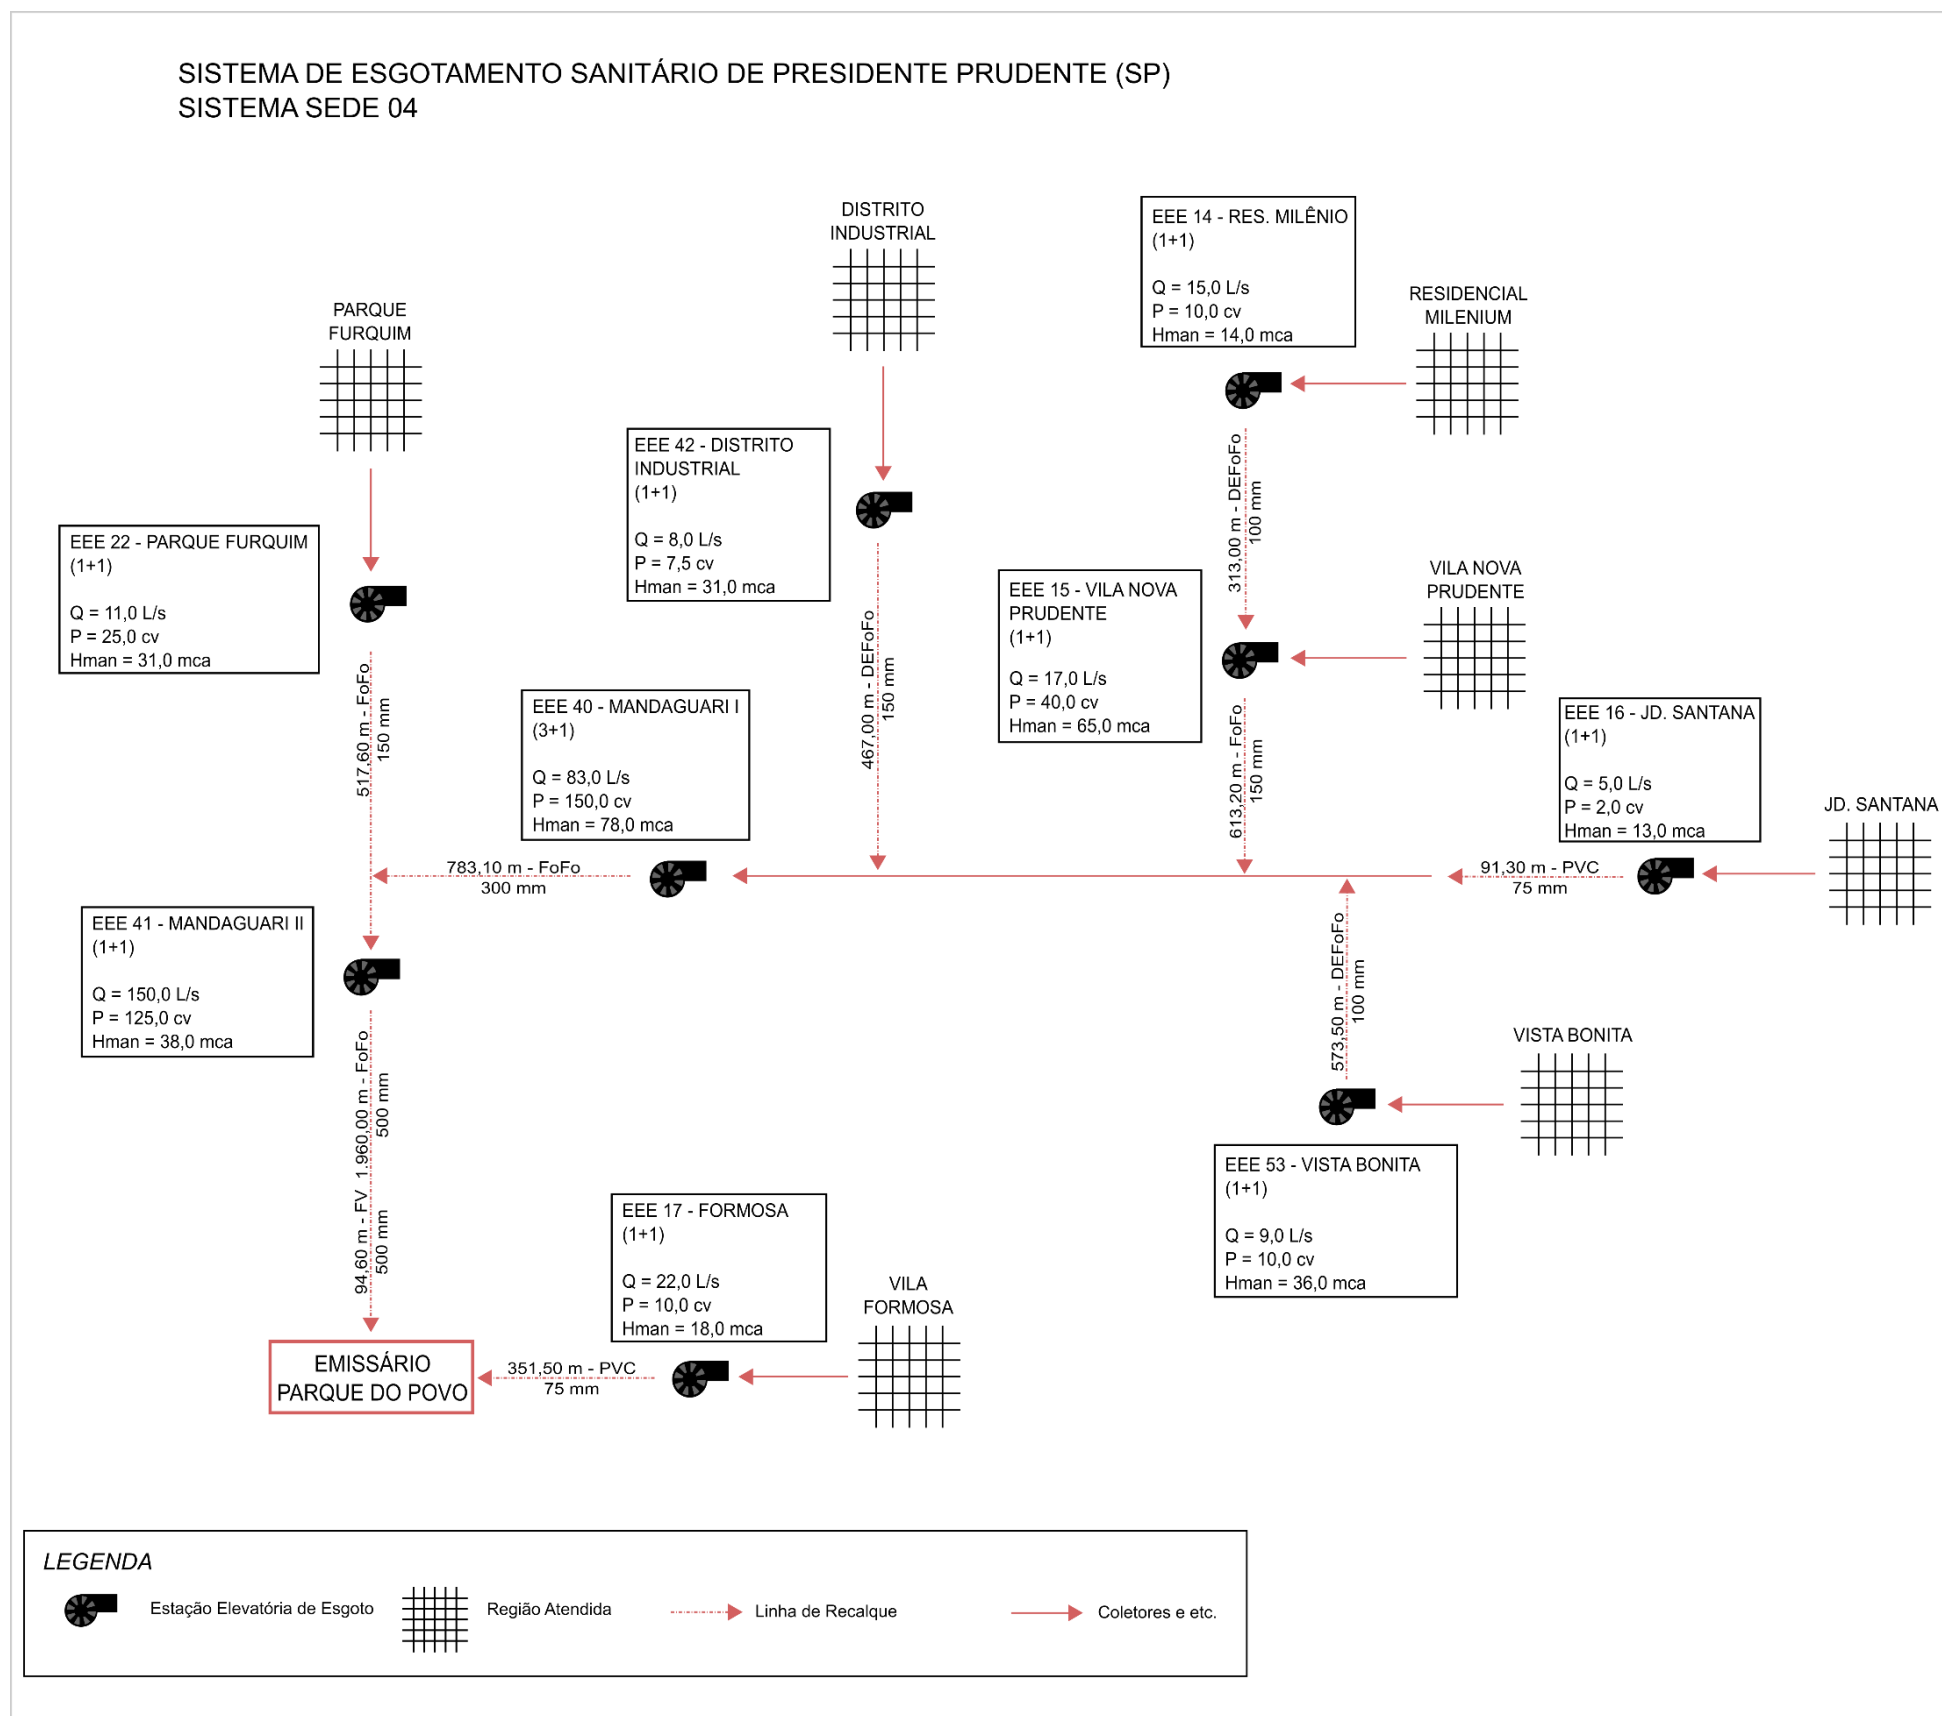 SISTEMA DE ESGOTAMENTO SANITÁRIO DE PRESIDENTE PRUDENTE (SP)
SISTEMA SEDE 04
DISTRITO
INDUSTRIAL
EEE 14 - RES. MILÊNIO
(1+1)
Q = 15,0 L/s
P = 10,0 cv
Hman = 14,0 mca
RESIDENCIAL
MILENIUM
PARQUE
FURQUIM
313,00 m - DEFoFo
100 mm
EEE 42 - DISTRITO
INDUSTRIAL
(1+1)
Q = 8,0 L/s
P = 7,5 cv
Hman = 31,0 mca
EEE 22 - PARQUE FURQUIM
(1+1)
Q = 11,0 L/s
P = 25,0 cv
Hman = 31,0 mca
EEE 15 - VILA NOVA
PRUDENTE
(1+1)
Q = 17,0 L/s
P = 40,0 cv
Hman = 65,0 mca
VILA NOVA
PRUDENTE
517,60 m - FoFo
150 mm
467,00 m - DEFoFo
150 mm
613,20 m - FoFo
150 mm
EEE 40 - MANDAGUARI I
(3+1)
Q = 83,0 L/s
P = 150,0 cv
Hman = 78,0 mca
EEE 16 - JD. SANTANA
(1+1)
Q = 5,0 L/s
P = 2,0 cv
Hman = 13,0 mca
JD. SANTANA
783,10 m - FoFo
300 mm
91,30 m - PVC
75 mm
EEE 41 - MANDAGUARI II
(1+1)
Q = 150,0 L/s
P = 125,0 cv
Hman = 38,0 mca
573,50 m - DEFoFo
100 mm
VISTA BONITA
94,60 m - FV 1.960,00 m - FoFo
500 mm 500 mm
EEE 53 - VISTA BONITA
(1+1)
Q = 9,0 L/s
P = 10,0 cv
Hman = 36,0 mca
EEE 17 - FORMOSA
(1+1)
Q = 22,0 L/s
P = 10,0 cv
Hman = 18,0 mca
VILA
FORMOSA
EMISSÁRIO
PARQUE DO POVO
351,50 m - PVC
75 mm
LEGENDA
Estação Elevatória de Esgoto
Região Atendida
Linha de Recalque
Coletores e etc.